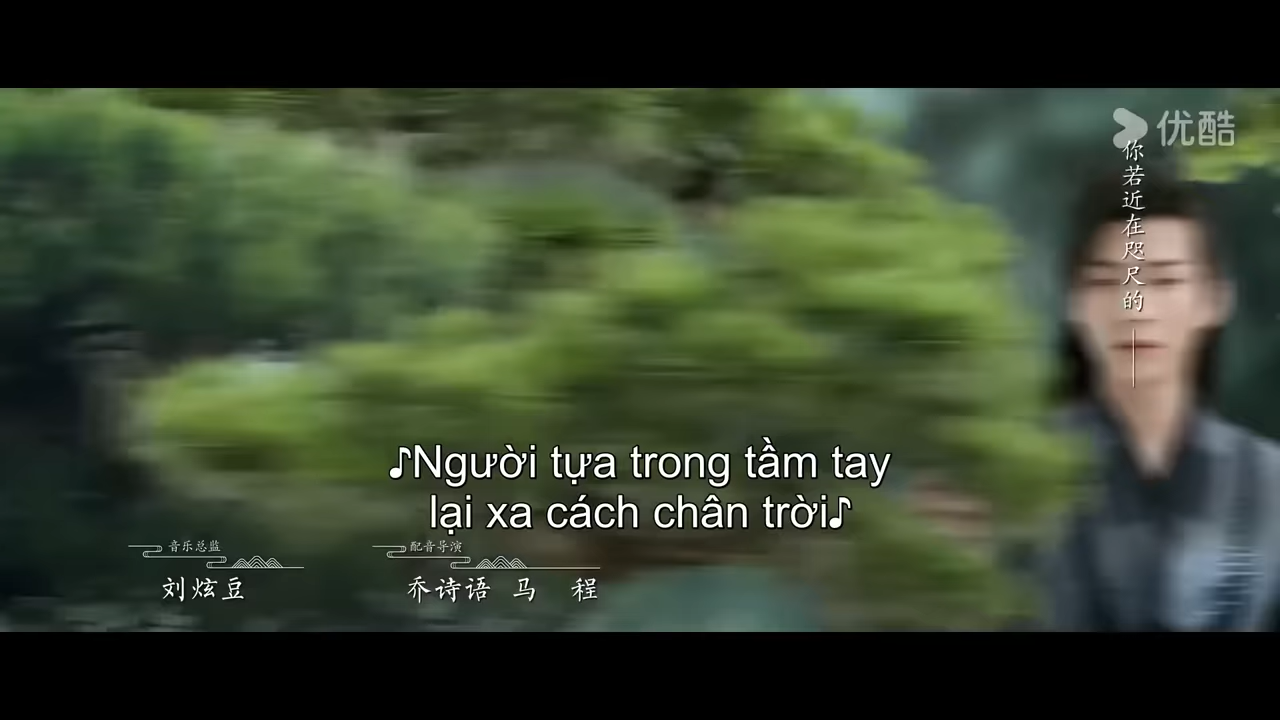 优酷
你若近在咫尺的
♪Người tựa trong tầm tay
lại xa cách chân trời♪
音乐总监
刘炫豆
配音导演
乔诗语 马 程